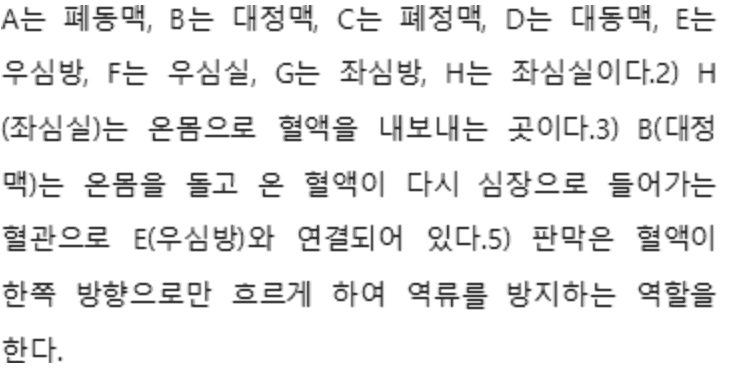 A는 폐동맥, B는 대정맥, C는 폐정맥, D는 대동맥, E는
우심방, F는 우심실, G는 좌심방, H는 좌심실이다.2) H
(좌심실)는 온몸으로 혈액을 내보내는 곳이다.3) B(대정
맥)는 온몸을 돌고 온 혈액이 다시 심장으로 들어가는
혈관으로 E(우심방)와 연결되어 있다.5) 판막은 혈액이
한쪽 방향으로만 흐르게 하여 역류를 방지하는 역할을
한다.